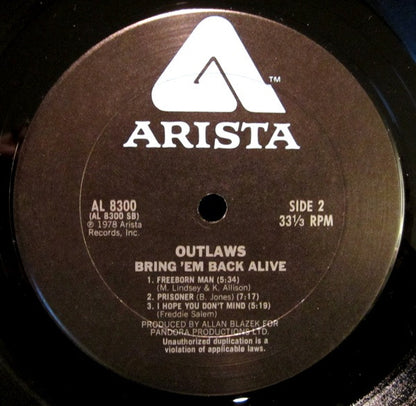 ™
ARISTA
AL 8300
(AL 8300 SB)
℗ 1978 Arista
Records, Inc.
SIDE 2
33⅓ RPM
OUTLAWS
BRING 'EM BACK ALIVE
1. FREEBORN MAN (5:34)
(M. Lindsey & K. Allison)
2. PRISONER (B. Jones) (7:17)
3. I HOPE YOU DON'T MIND (5:19)
(Freddie Salem)
PRODUCED BY ALLAN BLAZEK FOR
PANDORA PRODUCTIONS LTD.
Unauthorized duplication is a
violation of applicable laws.